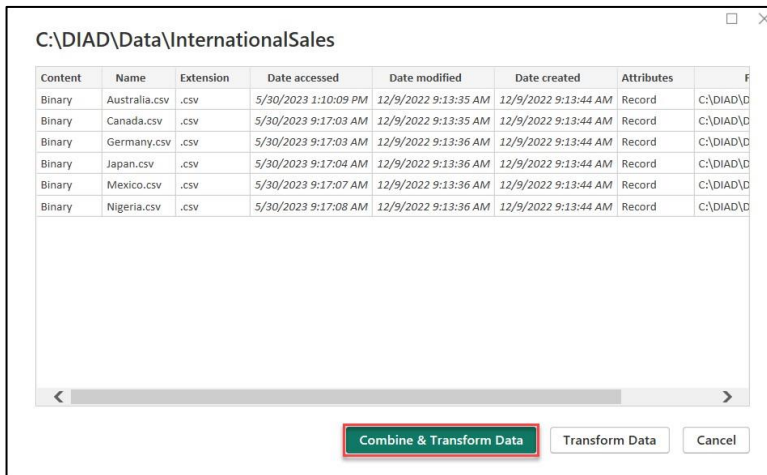 C:\DIAD\Data\InternationalSales
Content Name Extension Date accessed Date modified Date created Attributes F
Binary Australia.csv .csv 5/30/2023 1:10:09 PM 12/9/2022 9:13:35 AM 12/9/2022 9:13:44 AM Record C:\DIAD\D
Binary Canada.csv .csv 5/30/2023 9:17:03 AM 12/9/2022 9:13:35 AM 12/9/2022 9:13:44 AM Record C:\DIAD\D
Binary Germany.csv .csv 5/30/2023 9:17:03 AM 12/9/2022 9:13:36 AM 12/9/2022 9:13:44 AM Record C:\DIAD\D
Binary Japan.csv .csv 5/30/2023 9:17:04 AM 12/9/2022 9:13:36 AM 12/9/2022 9:13:44 AM Record C:\DIAD\D
Binary Mexico.csv .csv 5/30/2023 9:17:07 AM 12/9/2022 9:13:36 AM 12/9/2022 9:13:44 AM Record C:\DIAD\D
Binary Nigeria.csv .csv 5/30/2023 9:17:08 AM 12/9/2022 9:13:36 AM 12/9/2022 9:13:44 AM Record C:\DIAD\D
Combine & Transform Data Transform Data Cancel